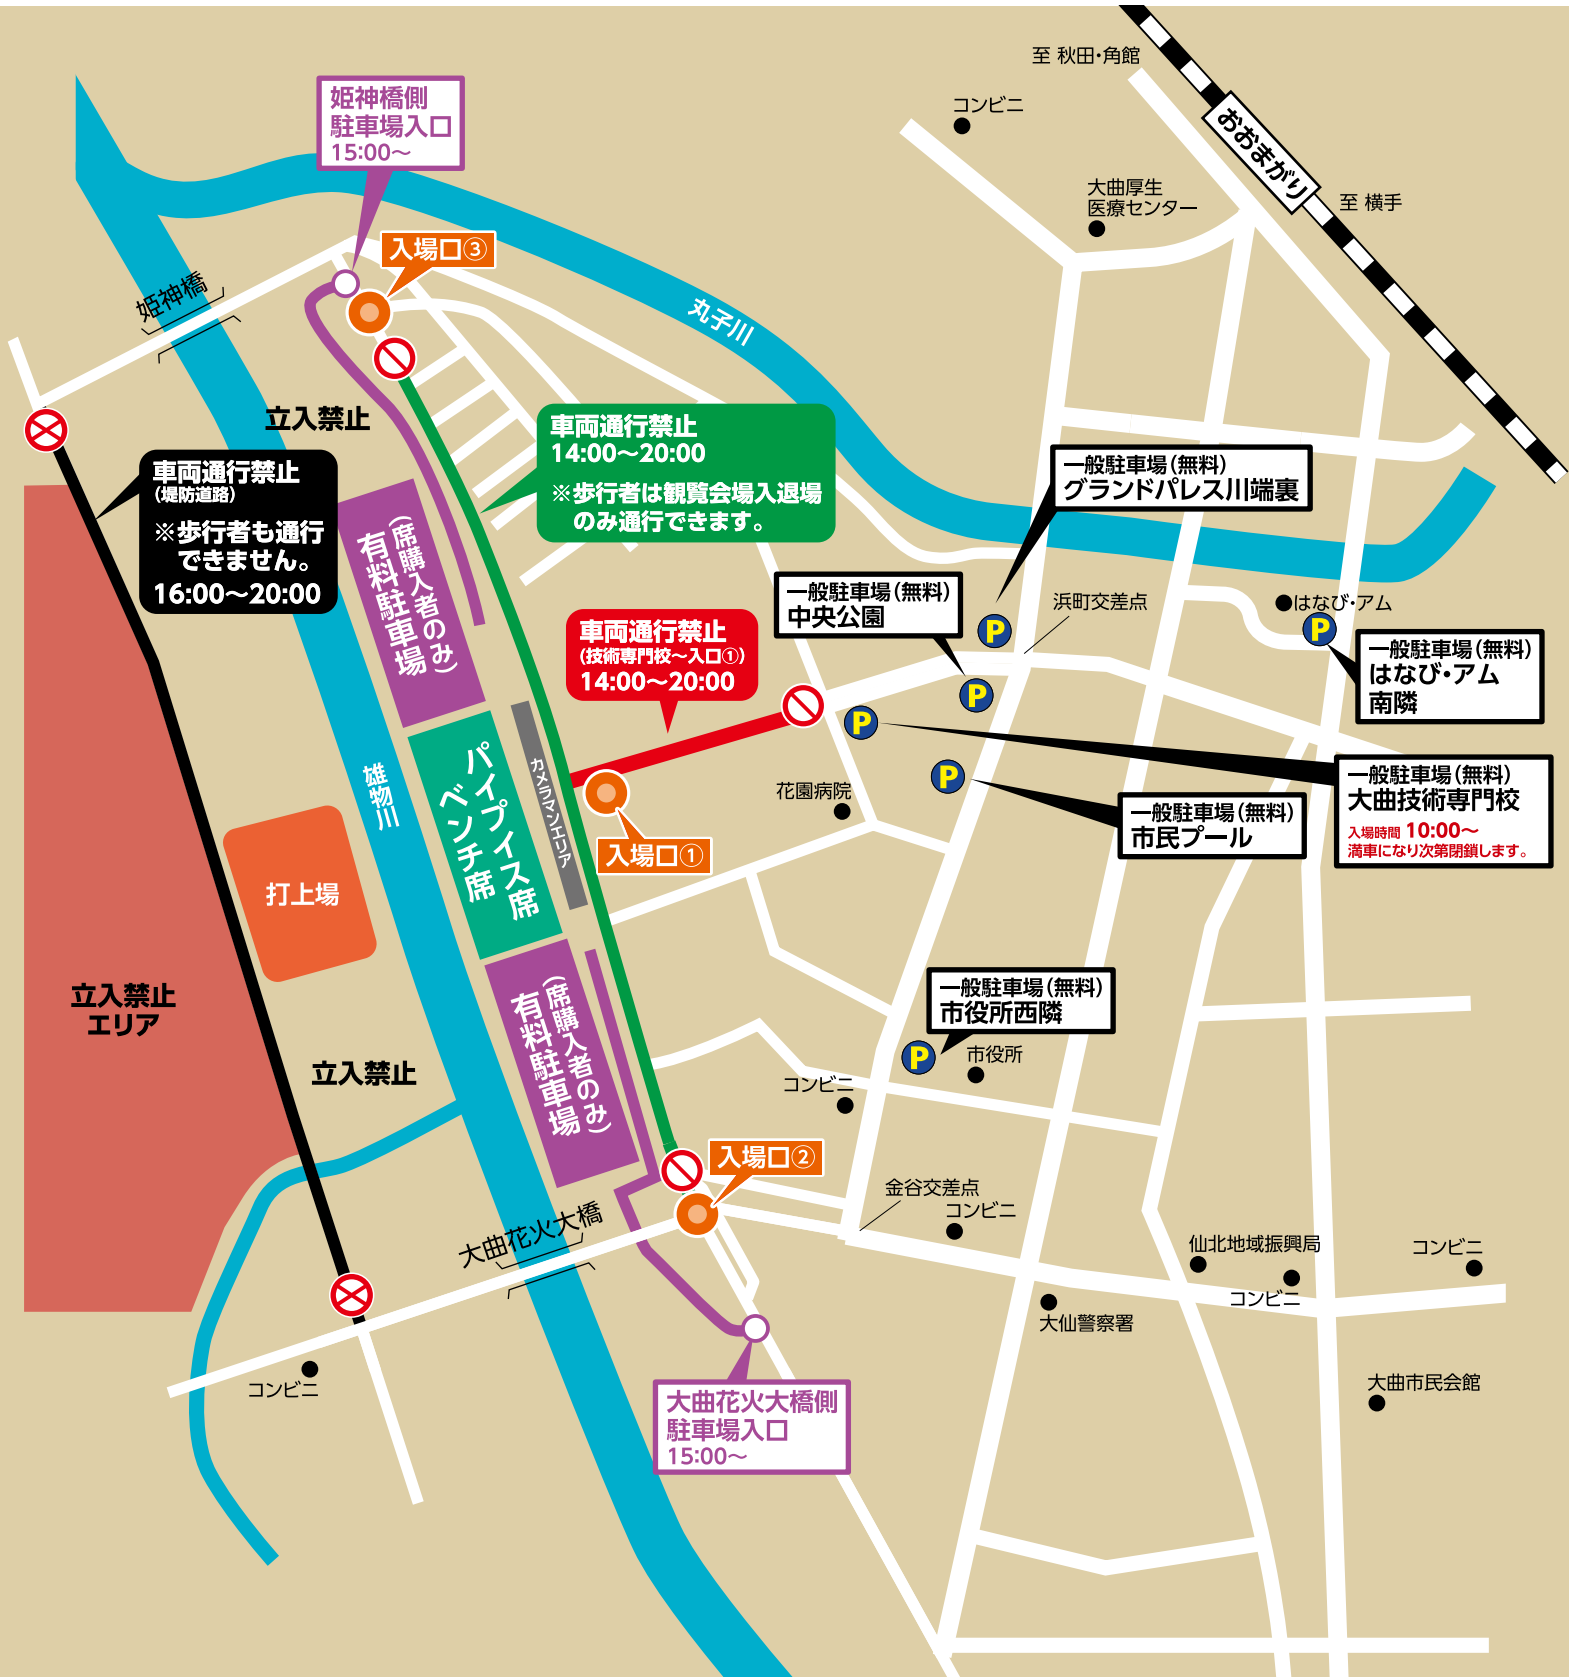 至 秋田・角館
コンビニ
おおまがり
大曲厚生
医療センター
至 横手
姫神橋側
駐車場入口
15:00〜
入場口③
姫神橋
丸子川
立入禁止
車両通行禁止
14:00〜20:00
※歩行者は観覧会場入退場
のみ通行できます。
車両通行禁止
(堤防道路)
※歩行者も通行
できません。
16:00〜20:00
一般駐車場(無料)
グランドパレス川端裏
有料駐車場
(席購入者のみ)
一般駐車場(無料)
中央公園
浜町交差点
はなび・アム
車両通行禁止
(技術専門校〜入口①)
14:00〜20:00
P
P
P
P
P
一般駐車場(無料)
はなび・アム
南隣
雄物川
パイプイス席
ベンチ席
カメラマンエリア
花園病院
一般駐車場(無料)
大曲技術専門校
入場時間 10:00〜
満車になり次第閉鎖します。
一般駐車場(無料)
市民プール
入場口①
打上場
立入禁止
エリア
立入禁止
有料駐車場
(席購入者のみ)
一般駐車場(無料)
市役所西隣
P
市役所
コンビニ
入場口②
大曲花火大橋
金谷交差点
コンビニ
仙北地域振興局
コンビニ
コンビニ
大仙警察署
コンビニ
大曲市民会館
大曲花火大橋側
駐車場入口
15:00〜